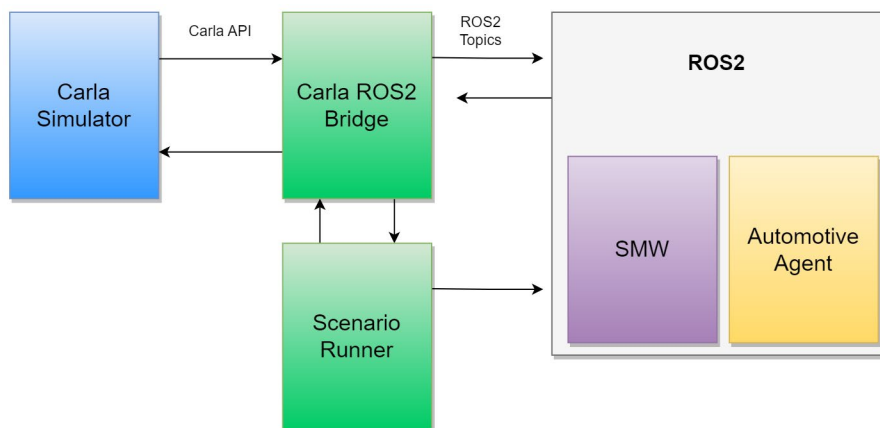 Carla API
ROS2
Topics
ROS2
Carla
Simulator
Carla ROS2
Bridge
SMW
Automotive
Agent
Scenario
Runner